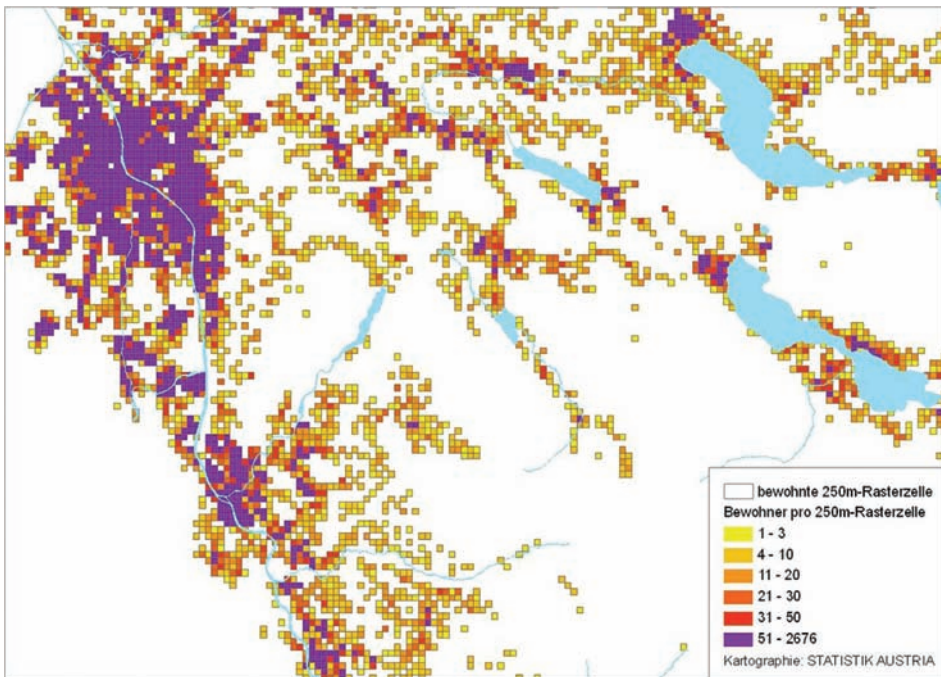 bewohnte 250m-Rasterzelle
Bewohner pro 250m-Rasterzelle
1 - 3
4 - 10
11 - 20
21 - 30
31 - 50
51 - 2676
Kartographie: STATISTIK AUSTRIA